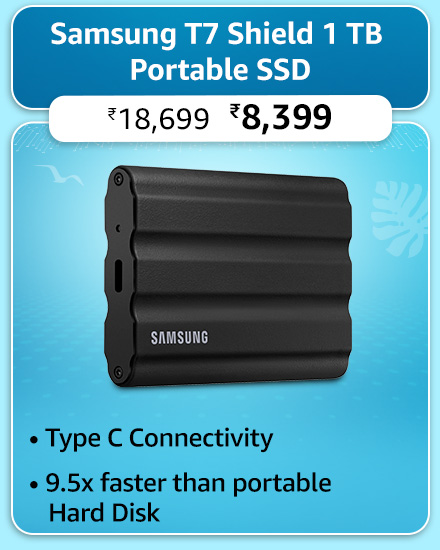 Samsung T7 Shield 1 TB
Portable SSD
₹18,699 ₹8,399
SAMSUNG
• Type C Connectivity
• 9.5x faster than portable
Hard Disk